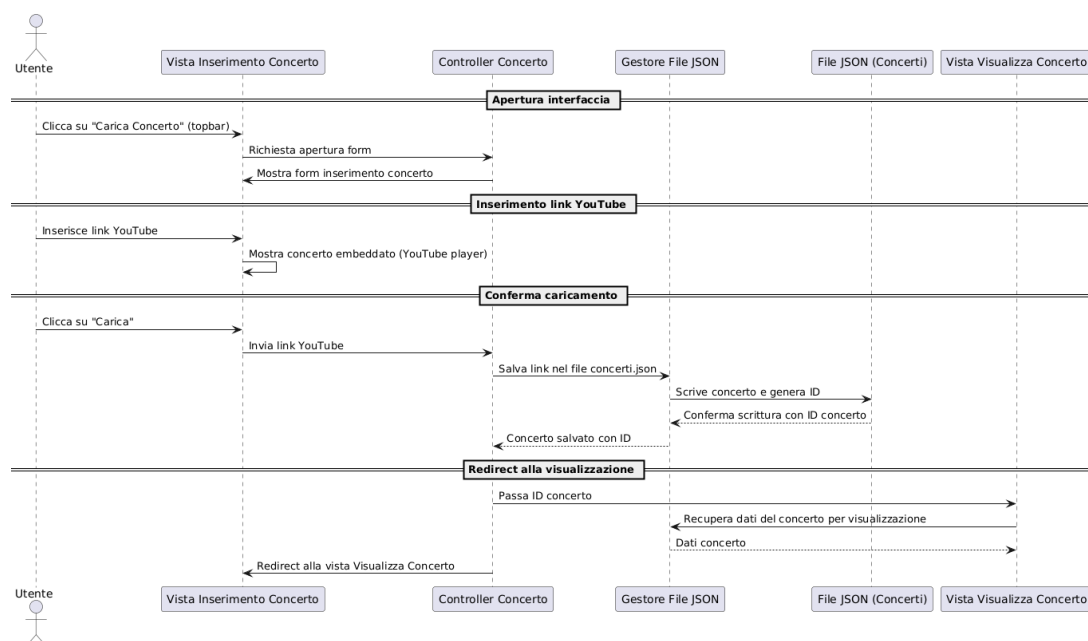 Utente
Vista Inserimento Concerto
Controller Concerto
Gestore File JSON
File JSON (Concerti)
Vista Visualizza Concerto
Apertura interfaccia
Clicca su "Carica Concerto" (topbar)
Richiesta apertura form
Mostra form inserimento concerto
Inserimento link YouTube
Inserisce link YouTube
Mostra concerto embeddato (YouTube player)
Conferma caricamento
Clicca su "Carica"
Invia link YouTube
Salva link nel file concerti.json
Scrive concerto e genera ID
Conferma scrittura con ID concerto
Concerto salvato con ID
Redirect alla visualizzazione
Passa ID concerto
Recupera dati del concerto per visualizzazione
Dati concerto
Redirect alla vista Visualizza Concerto
Utente
Vista Inserimento Concerto
Controller Concerto
Gestore File JSON
File JSON (Concerti)
Vista Visualizza Concerto